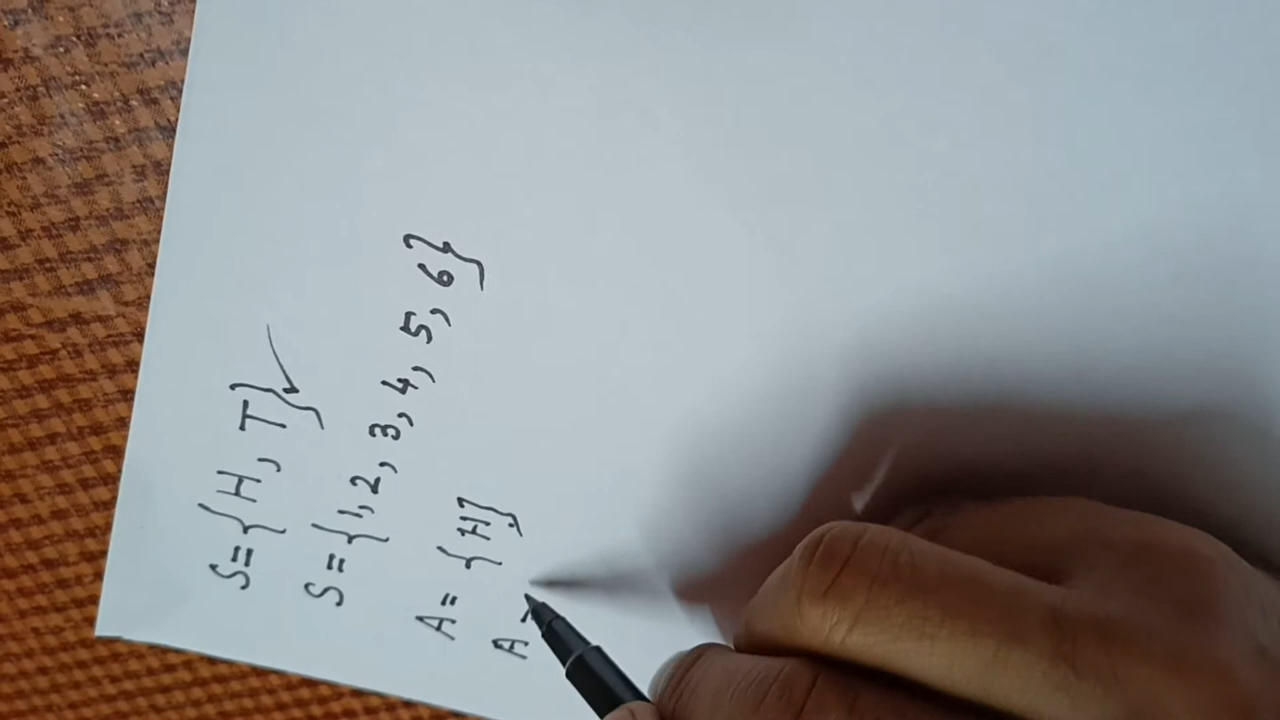 S={H, T}✓
S={1, 2, 3, 4, 5, 6}
A= {H}
A -